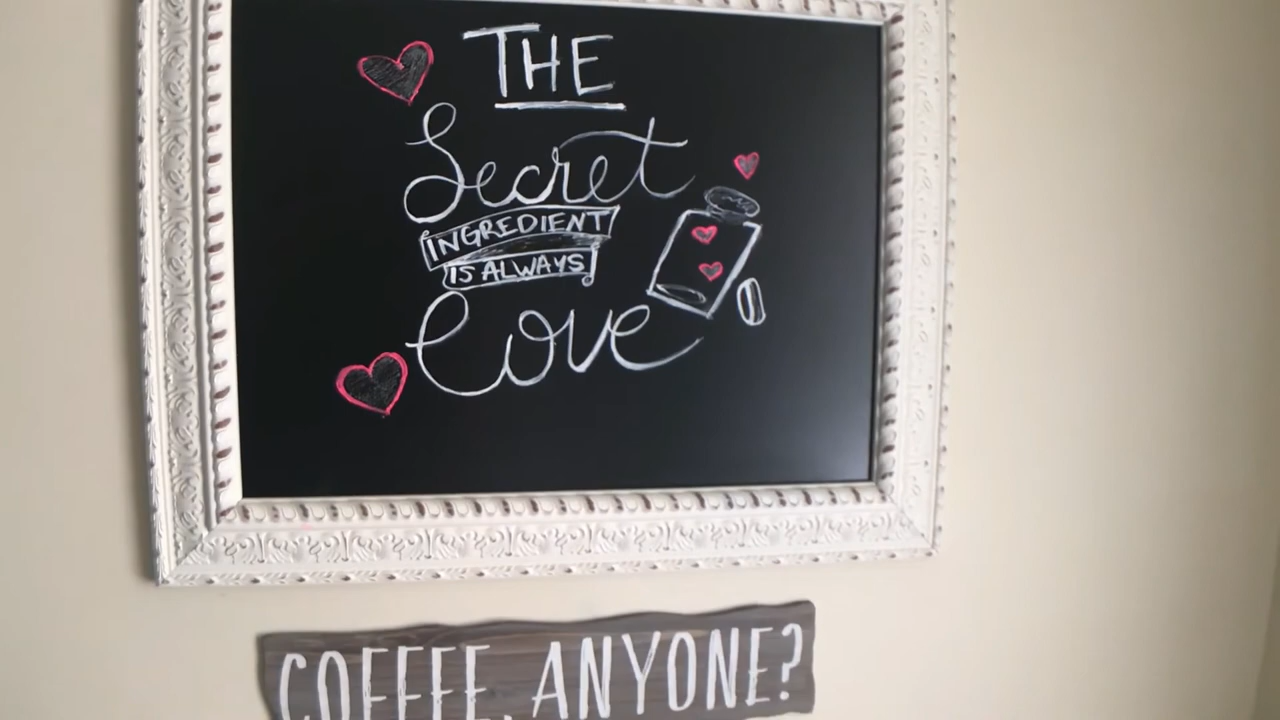 THE
Secret
INGREDIENT
IS ALWAYS
Love
COFFEE, ANYONE?